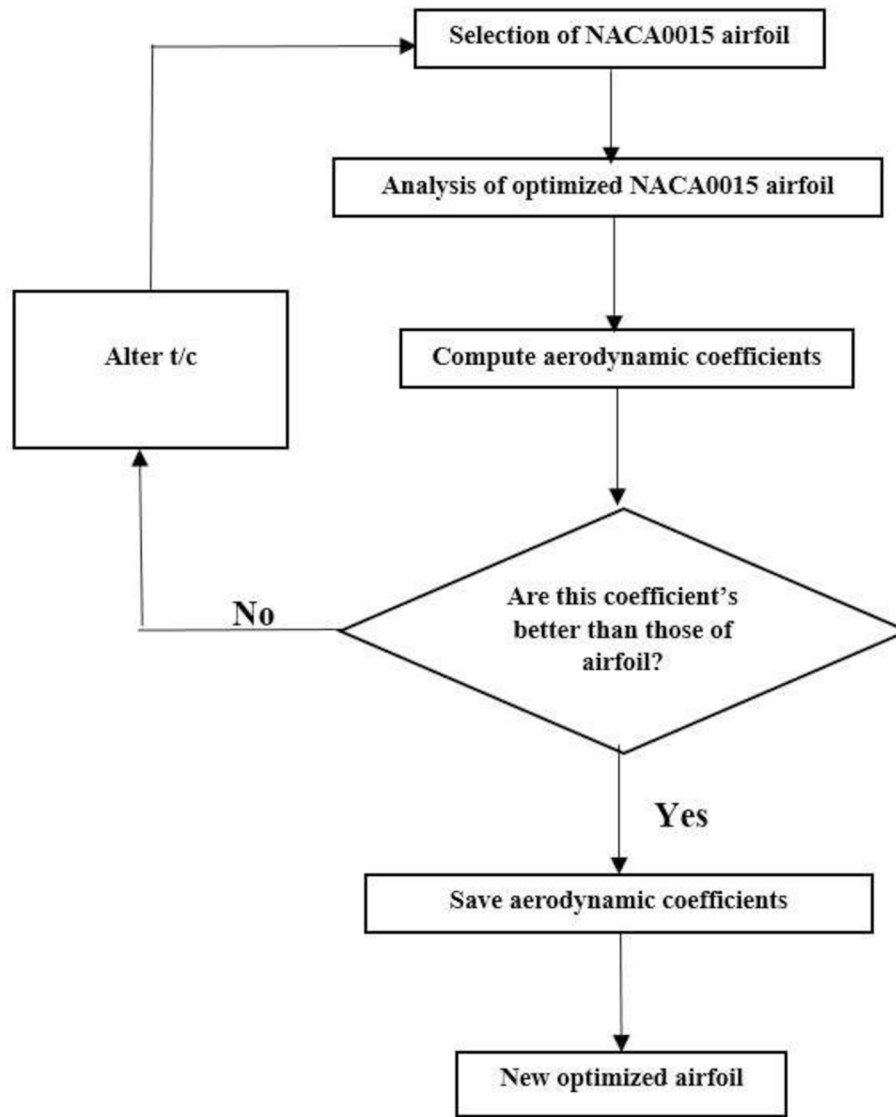 Selection of NACA0015 airfoil
Analysis of optimized NACA0015 airfoil
Alter t/c
Compute aerodynamic coefficients
Are this coefficient’s
better than those of
airfoil?
No
Yes
Save aerodynamic coefficients
New optimized airfoil